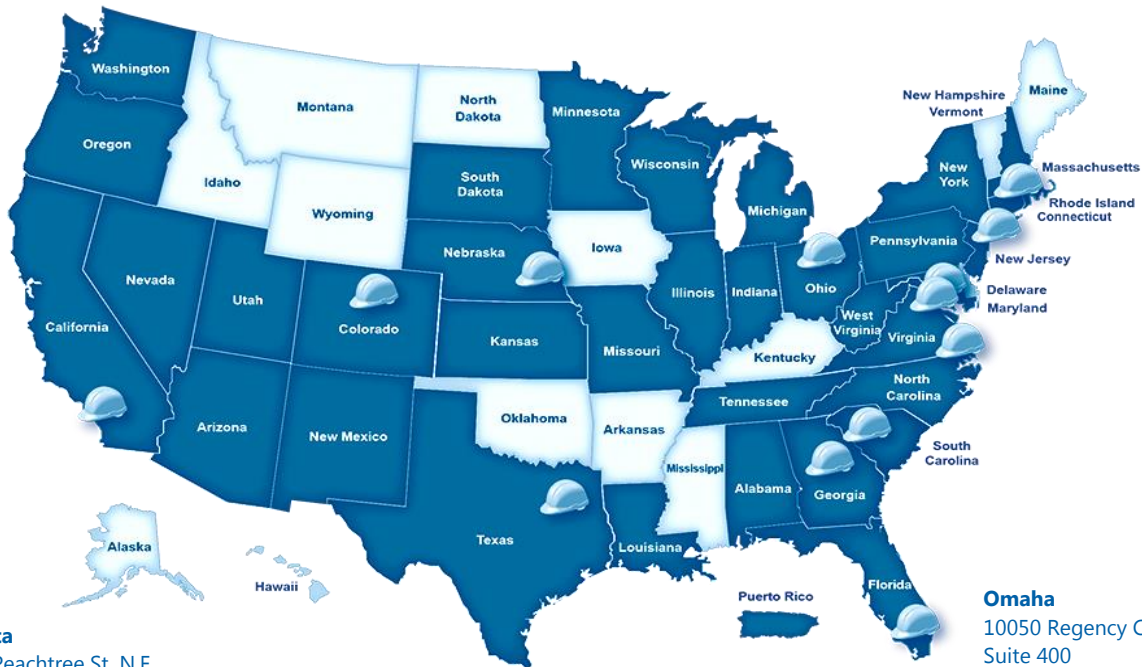 Washington
Montana
North
Dakota
Minnesota
New Hampshire
Vermont
Maine
Oregon
Idaho
South
Dakota
Wisconsin
New
York
Massachusetts
Wyoming
Michigan
Rhode Island
Connecticut
Nebraska
Iowa
Pennsylvania
New Jersey
Nevada
Utah
Illinois
Indiana
Ohio
Delaware
Maryland
California
Colorado
Kansas
Missouri
West
Virginia
Virginia
Kentucky
North
Carolina
Tennessee
Arizona
New Mexico
Oklahoma
Arkansas
South
Carolina
Mississippi
Alabama
Georgia
Texas
Louisiana
Alaska
Hawaii
Puerto Rico
Florida
Omaha
10050 Regency
Suite 400
ta
Peachtree St. N.E.